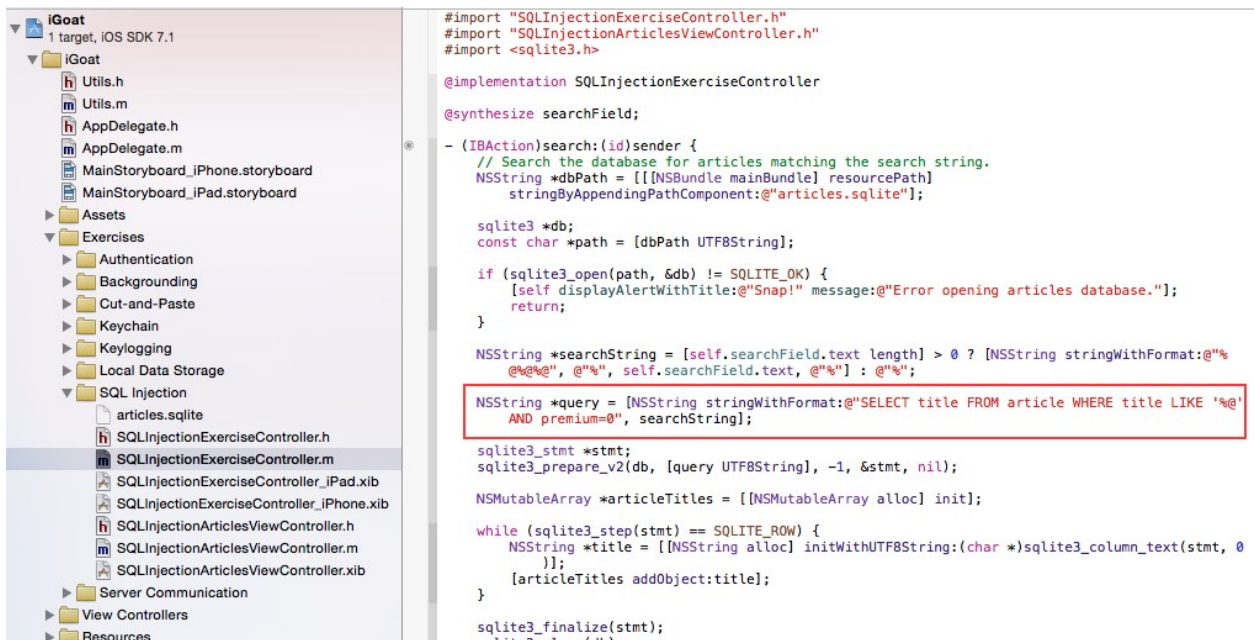 iGoat
1 target, iOS SDK 7.1
iGoat
Utils.h
Utils.m
AppDelegate.h
AppDelegate.m
MainStoryboard_iPhone.storyboard
MainStoryboard_iPad.storyboard
Assets
Exercises
Authentication
Backgrounding
Cut-and-Paste
Keychain
Keylogging
Local Data Storage
SQL Injection
articles.sqlite
SQLInjectionExerciseController.h
SQLInjectionExerciseController.m
SQLInjectionExerciseController_iPad.xib
SQLInjectionExerciseController_iPhone.xib
SQLInjectionArticlesViewController.h
SQLInjectionArticlesViewController.m
SQLInjectionArticlesViewController.xib
Server Communication
View Controllers
Resources
#import "SQLInjectionExerciseController.h"
#import "SQLInjectionArticlesViewController.h"
#import <sqlite3.h>
@implementation SQLInjectionExerciseController
@synthesize searchField;
- (IBAction)search:(id)sender {
// Search the database for articles matching the search string.
NSString *dbPath = [[[NSBundle mainBundle] resourcePath]
stringByAppendingPathComponent:@"articles.sqlite"];
sqlite3 *db;
const char *path = [dbPath UTF8String];
if (sqlite3_open(path, &db) != SQLITE_OK) {
[self displayAlertWithTitle:@"Snap!" message:@"Error opening articles database."];
return;
}
NSString *searchString = [self.searchField.text length] > 0 ? [NSString stringWithFormat:@"%
@%@%@", @"%", self.searchField.text, @"%"] : @"%";
NSString *query = [NSString stringWithFormat:@"SELECT title FROM article WHERE title LIKE '%@'
AND premium=0", searchString];
sqlite3_stmt *stmt;
sqlite3_prepare_v2(db, [query UTF8String], -1, &stmt, nil);
NSMutableArray *articleTitles = [[NSMutableArray alloc] init];
while (sqlite3_step(stmt) == SQLITE_ROW) {
NSString *title = [[NSString alloc] initWithUTF8String:(char *)sqlite3_column_text(stmt, 0
)];
[articleTitles addObject:title];
}
sqlite3_finalize(stmt);